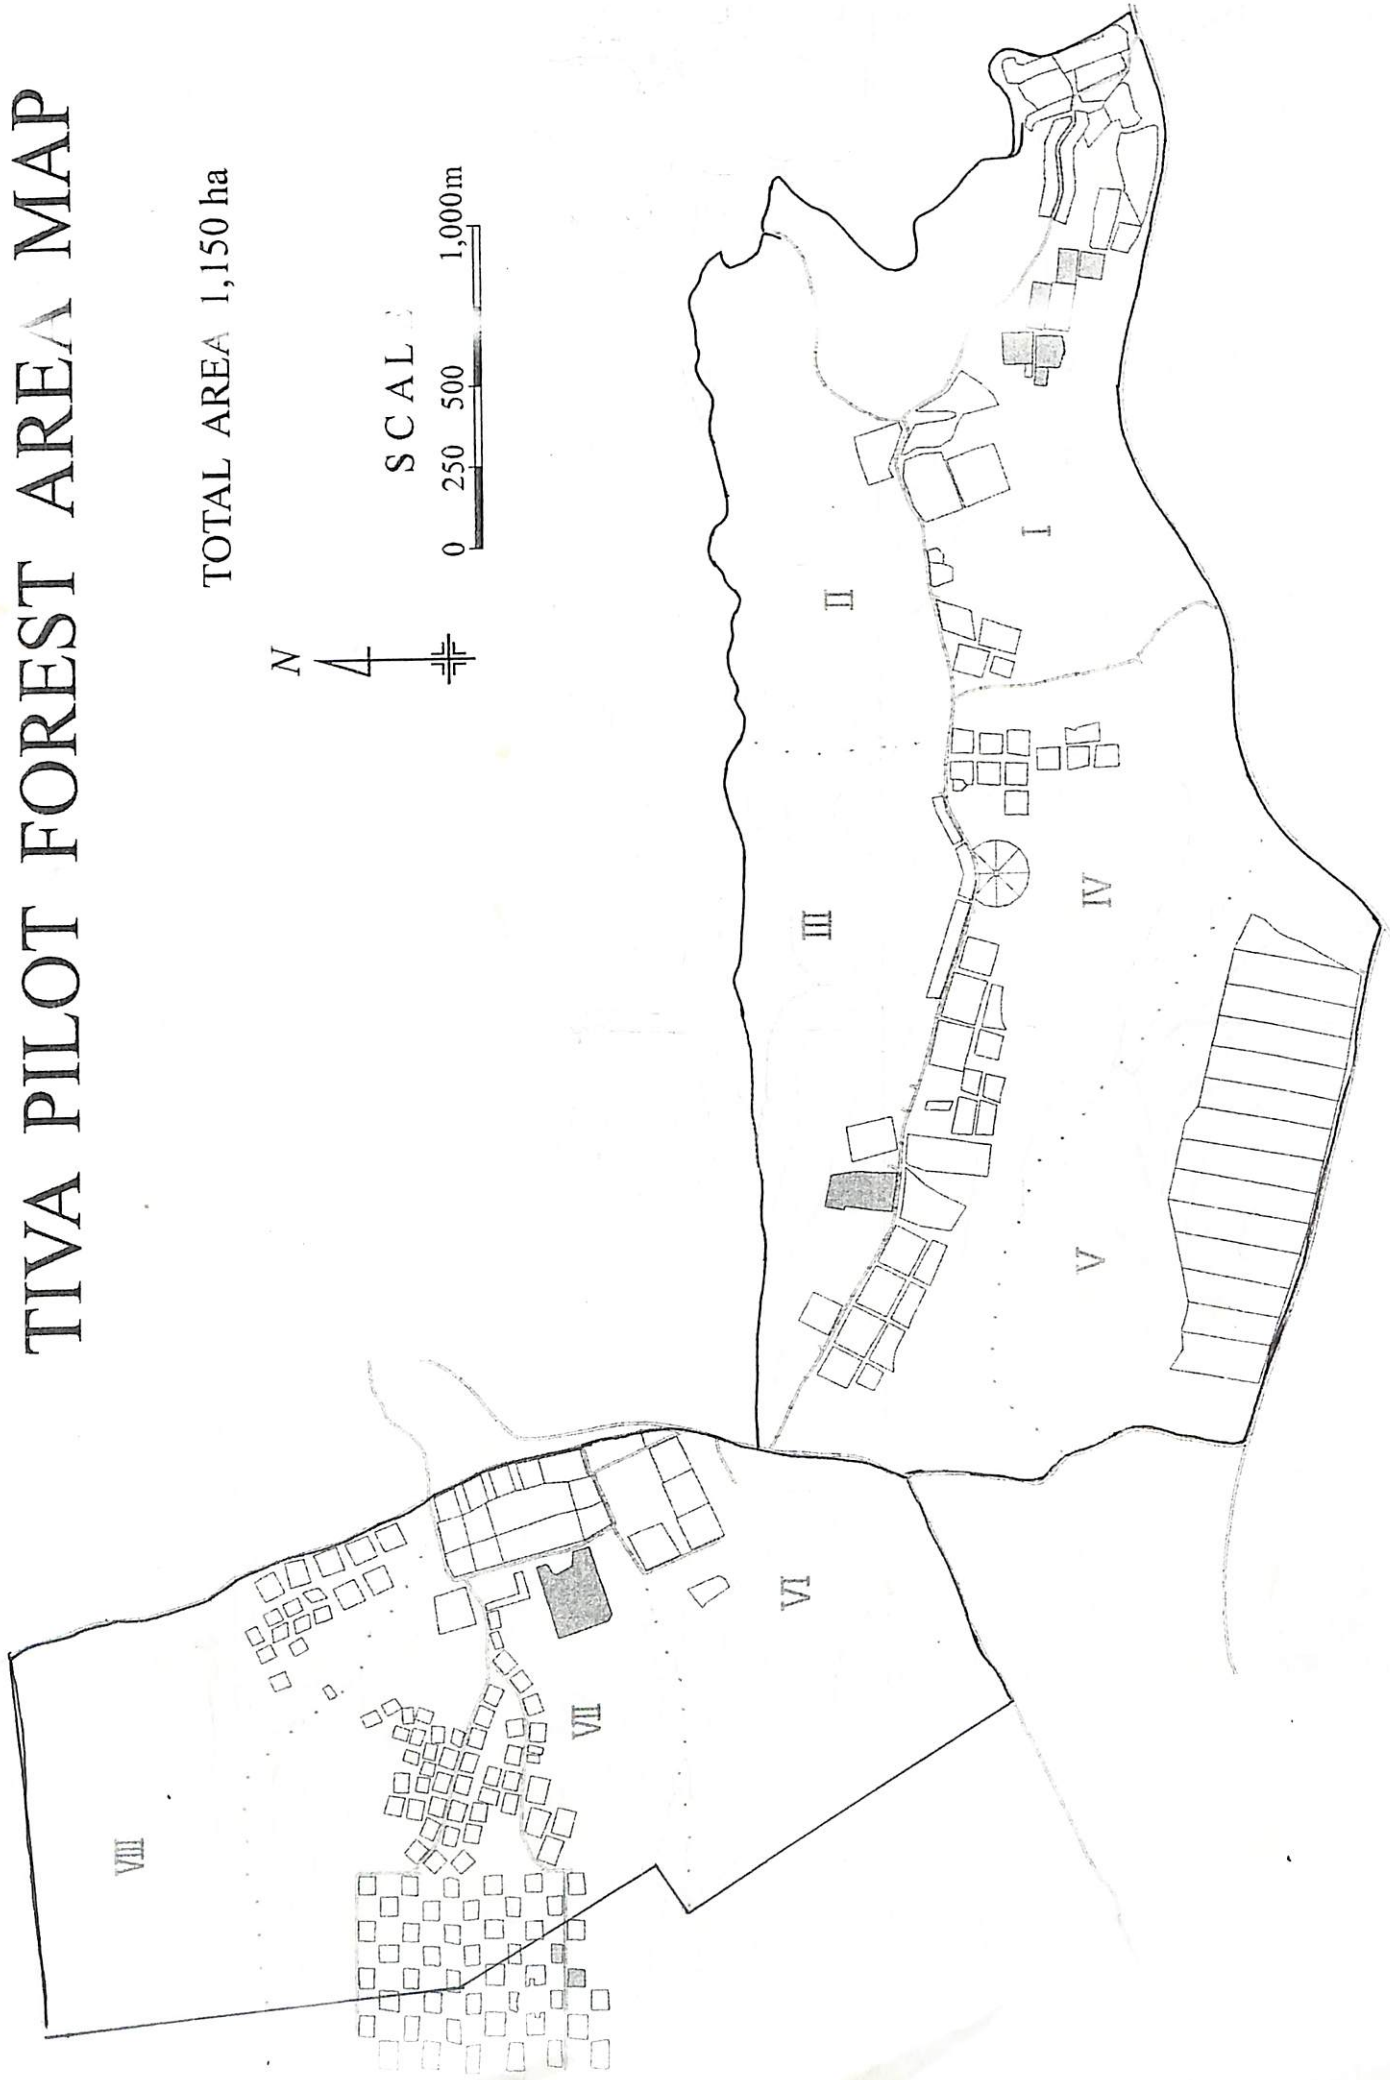 TIVA PILOT FOREST AREA MAP
TOTAL AREA 1,150 ha
N
SCALE
0 250 500 1,000m
I
II
III
IV
V
VI
VII
VIII